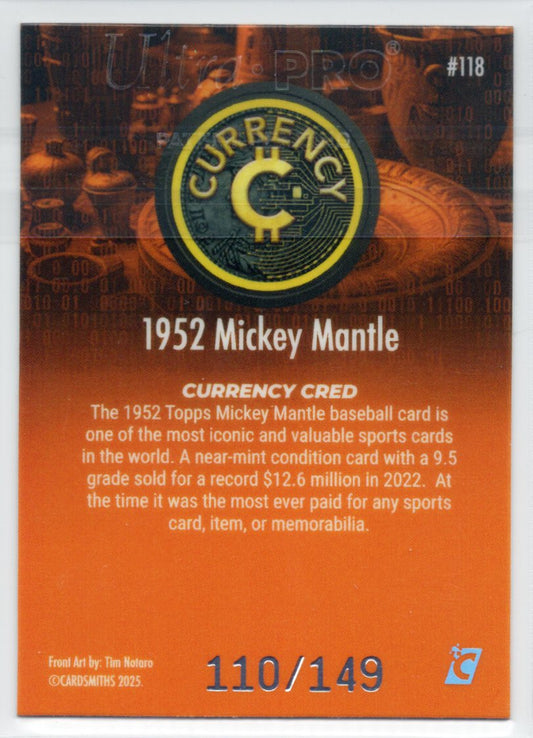 Ultra·PRO®
#118
CURRENCY
C
1952 Mickey Mantle
CURRENCY CRED
The 1952 Topps Mickey Mantle baseball card is
one of the most iconic and valuable sports cards
in the world. A near-mint condition card with a 9.5
grade sold for a record $12.6 million in 2022. At
the time it was the most ever paid for any sports
card, item, or memorabilia.
Front Art by: Tim Notaro
©CARDSMITHS 2025.
110/149
C